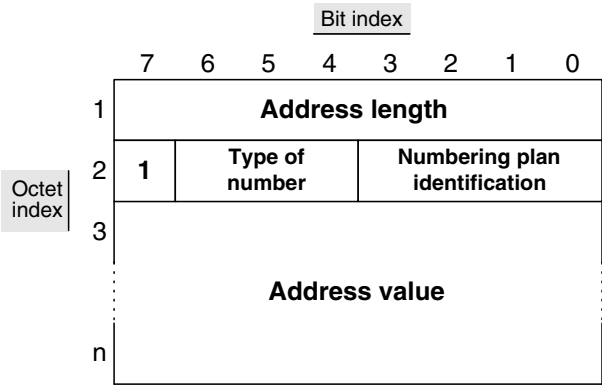 Bit index
7 6 5 4 3 2 1 0
1 Address length
2 1 Type of number Numbering plan identification
Octet index
3
Address value
n